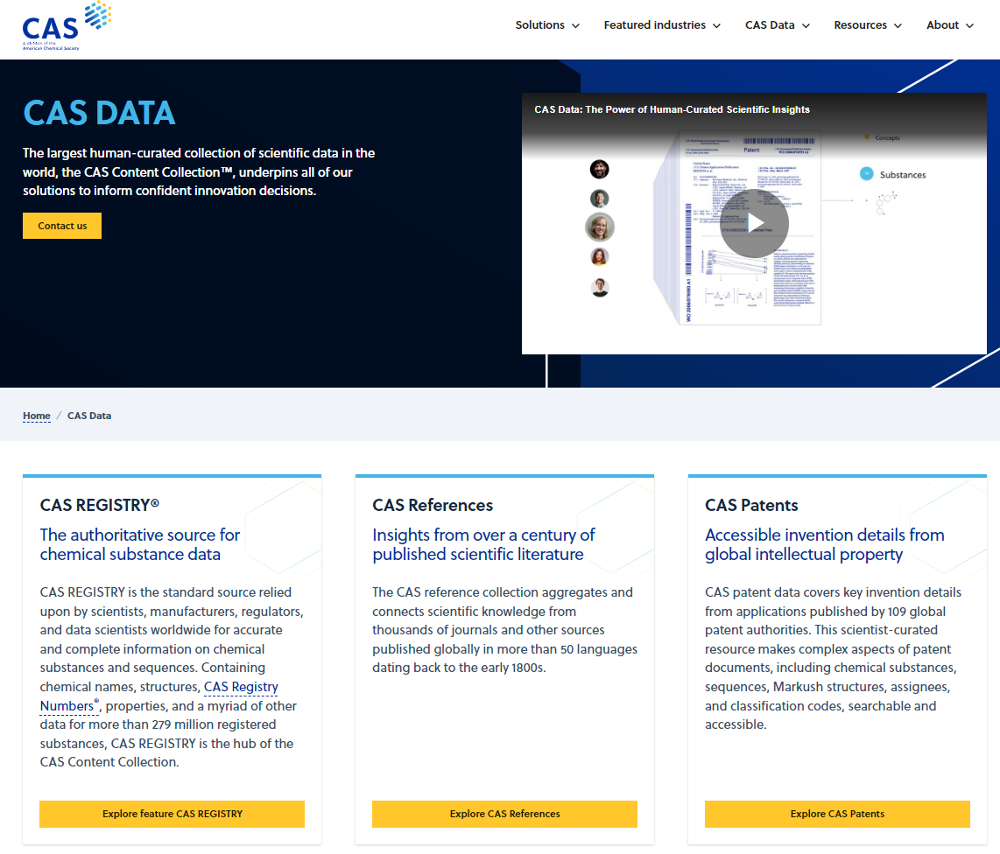 CAS
A division of the
American Chemical Society
Solutions
Featured industries
CAS Data
Resources
About
CAS DATA
The largest human-curated collection of scientific data in the
world, the CAS Content Collection™, underpins all of our
solutions to inform confident innovation decisions.
Contact us
CAS Data: The Power of Human-Curated Scientific Insights
Patent
Concepts
Substances
WO 2006/076593 A1
Home / CAS Data
CAS REGISTRY®
The authoritative source for
chemical substance data
CAS REGISTRY is the standard source relied
upon by scientists, manufacturers, regulators,
and data scientists worldwide for accurate
and complete information on chemical
substances and sequences. Containing
chemical names, structures, CAS Registry
Numbers®, properties, and a myriad of other
data for more than 279 million registered
substances, CAS REGISTRY is the hub of the
CAS Content Collection.
Explore feature CAS REGISTRY
CAS References
Insights from over a century of
published scientific literature
The CAS reference collection aggregates and
connects scientific knowledge from
thousands of journals and other sources
published globally in more than 50 languages
dating back to the early 1800s.
Explore CAS References
CAS Patents
Accessible invention details from
global intellectual property
CAS patent data covers key invention details
from applications published by 109 global
patent authorities. This scientist-curated
resource makes complex aspects of patent
documents, including chemical substances,
sequences, Markush structures, assignees,
and classification codes, searchable and
accessible.
Explore CAS Patents